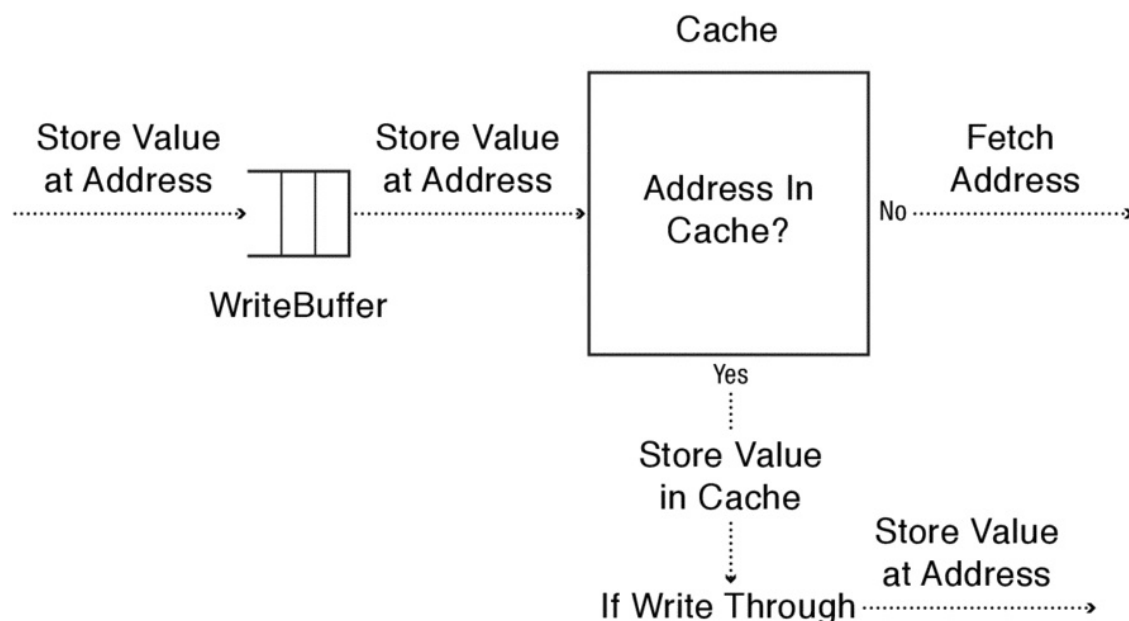 Cache
Store Value
at Address
Store Value
at Address
WriteBuffer
Address In
Cache?
No
Fetch
Address
Yes
Store Value
in Cache
Store Value
at Address
If Write Through